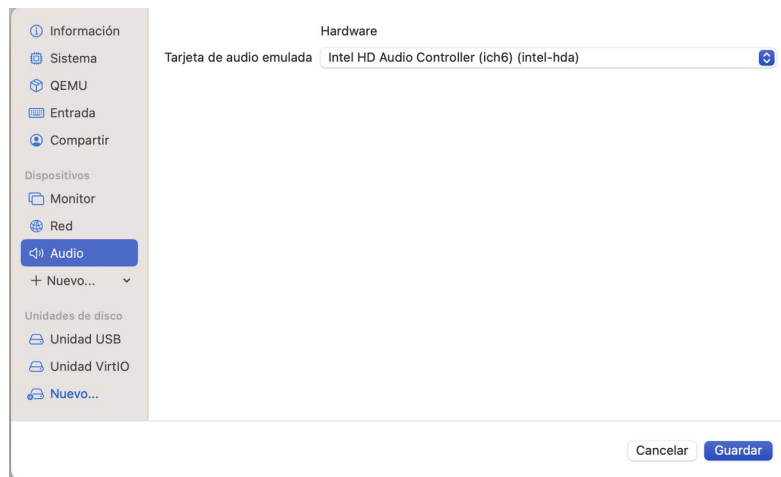 Información
Sistema
QEMU
Entrada
Compartir
Dispositivos
Monitor
Red
Audio
Nuevo...
Unidades de disco
Unidad USB
Unidad VirtIO
Nuevo...
Hardware
Tarjeta de audio emulada Intel HD Audio Controller (ich6) (intel-hda)
Cancelar Guardar